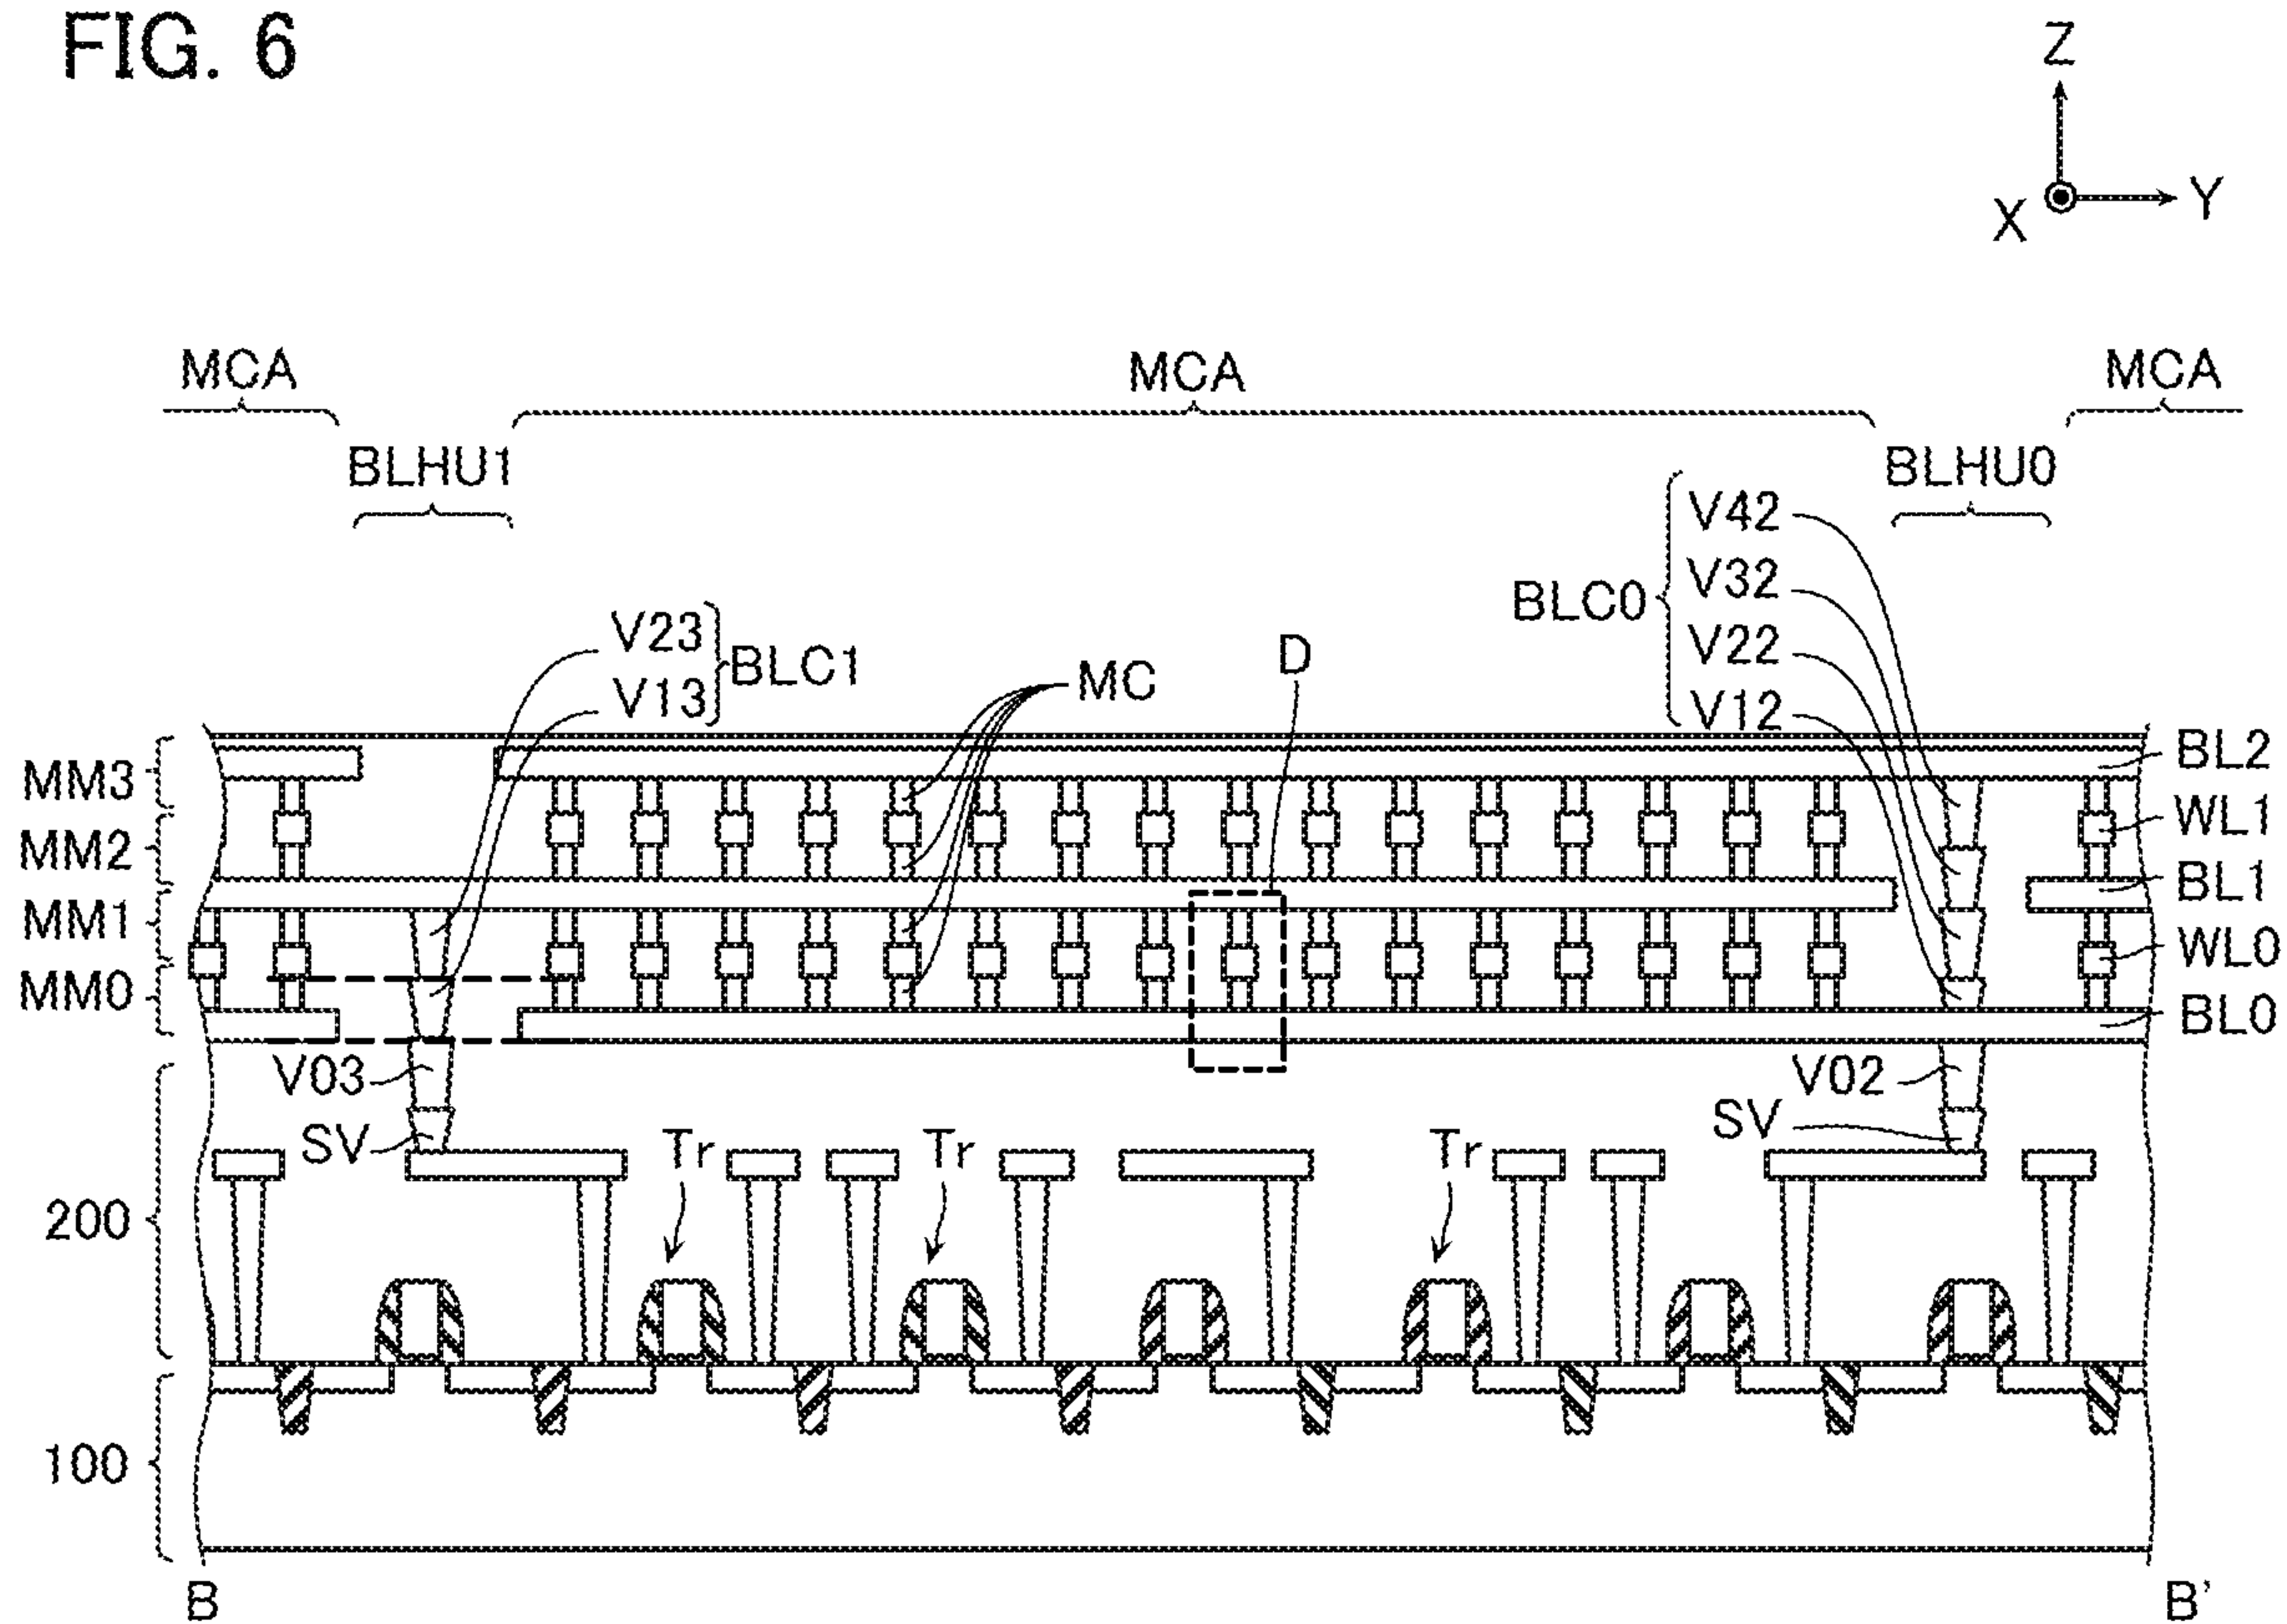 FIG. 6
Z
X
Y
MCA
MCA
MCA
BLHU1
BLHU0
V42
V32
V22
V12
BLC0
V23
V13
BLC1
MC
D
MM3
MM2
MM1
MM0
BL2
WL1
BL1
WL0
BL0
V03
SV
V02
SV
Tr
Tr
Tr
200
100
B
B'